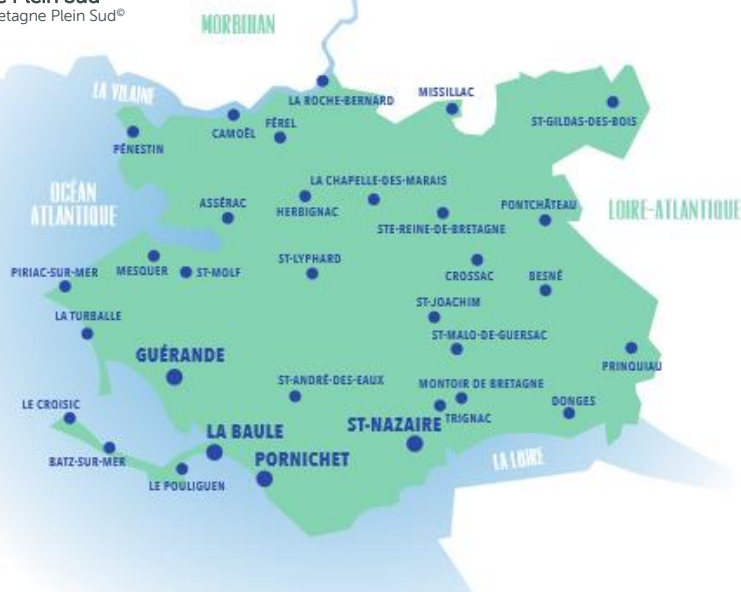 Plein Sud
etagne Plein Sud©
MORBIHAN
LA VILAINE
LA ROCHE-BERNARD
MISSILLAC
ST-GILDAS-DES-BOIS
CAMOËL
FÉREL
PÉNESTIN
OCÉAN
ATLANTIQUE
ASSÉRAC
HERBIGNAC
LA CHAPELLE-DES-MARAIS
STE-REINE-DE-BRETAGNE
PONTCHÂTEAU
LOIRE-ATLANTIQUE
PIRIAC-SUR-MER
MESQUER
ST-MOLF
ST-LYPHARD
CROSSAC
BESNÉ
LA TURBALLE
ST-JOACHIM
ST-MALO-DE-GUERSAC
GUÉRANDE
PRINQUIAU
ST-ANDRÉ-DES-EAUX
MONTOIR DE BRETAGNE
DONGES
LE CROISIC
TRIGNAC
ST-NAZAIRE
LA BAULE
BATZ-SUR-MER
PORNICHET
LA LOIRE
LE POULIGUEN